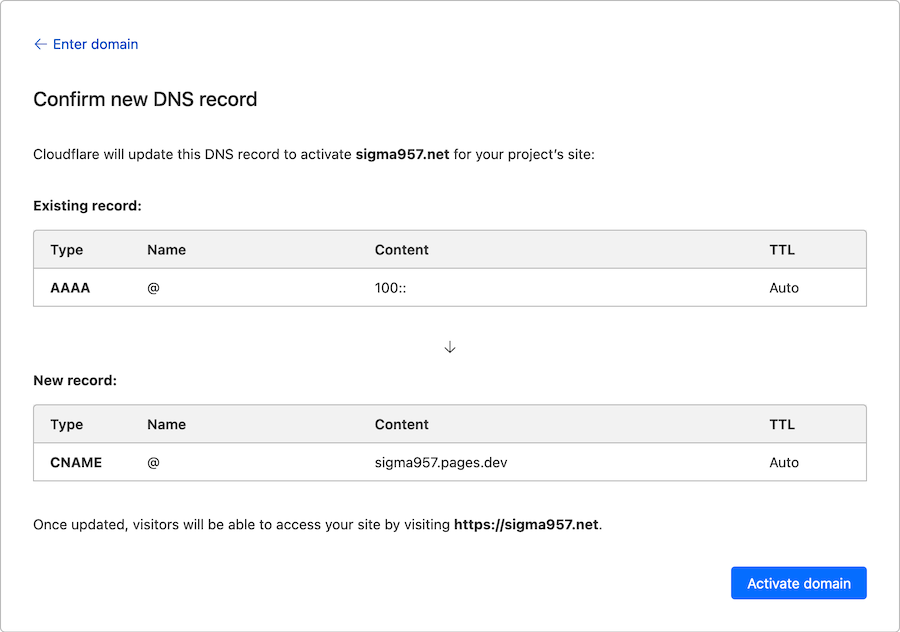 ← Enter domain
Confirm new DNS record
Cloudflare will update this DNS record to activate sigma957.net for your project's site:
Existing record:
Type Name Content TTL
AAAA @ 100:: Auto
↓
New record:
Type Name Content TTL
CNAME @ sigma957.pages.dev Auto
Once updated, visitors will be able to access your site by visiting https://sigma957.net.
Activate domain